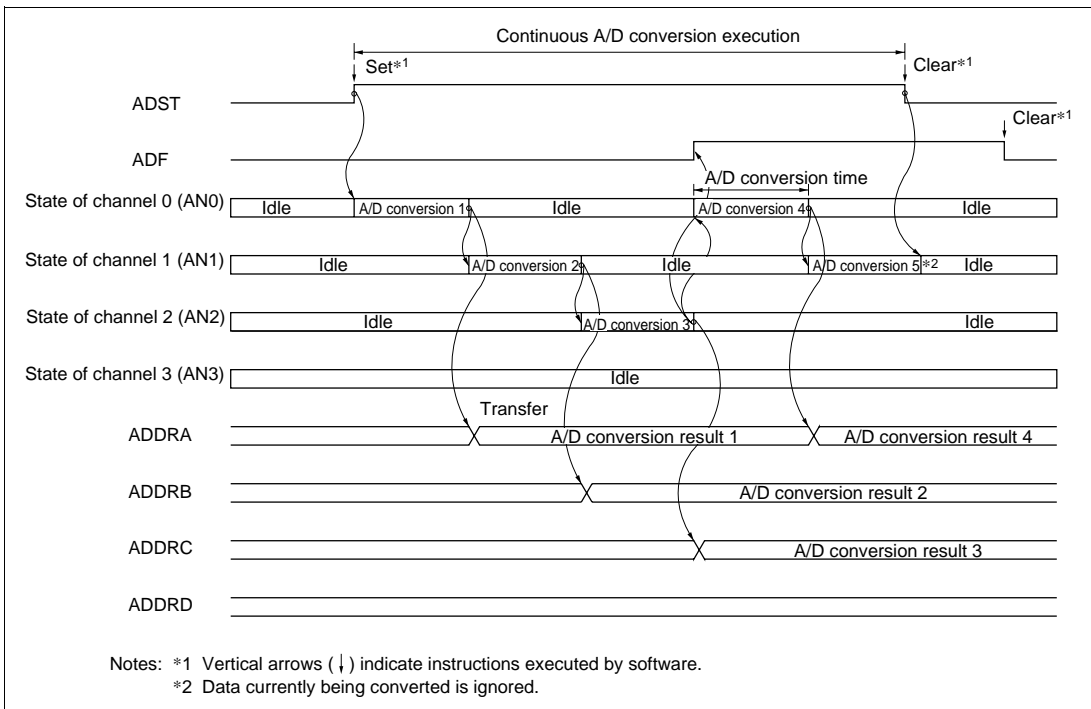 Continuous A/D conversion execution
Set*1
Clear*1
ADST
Clear*1
ADF
A/D conversion time
State of channel 0 (AN0)
Idle
A/D conversion 1
Idle
A/D conversion 4
Idle
State of channel 1 (AN1)
Idle
A/D conversion 2
Idle
A/D conversion 5
*2
Idle
State of channel 2 (AN2)
Idle
A/D conversion 3
Idle
State of channel 3 (AN3)
Idle
Transfer
ADDRA
A/D conversion result 1
A/D conversion result 4
ADDRB
A/D conversion result 2
ADDRC
A/D conversion result 3
ADDRD
Notes: *1 Vertical arrows (↓) indicate instructions executed by software.
*2 Data currently being converted is ignored.